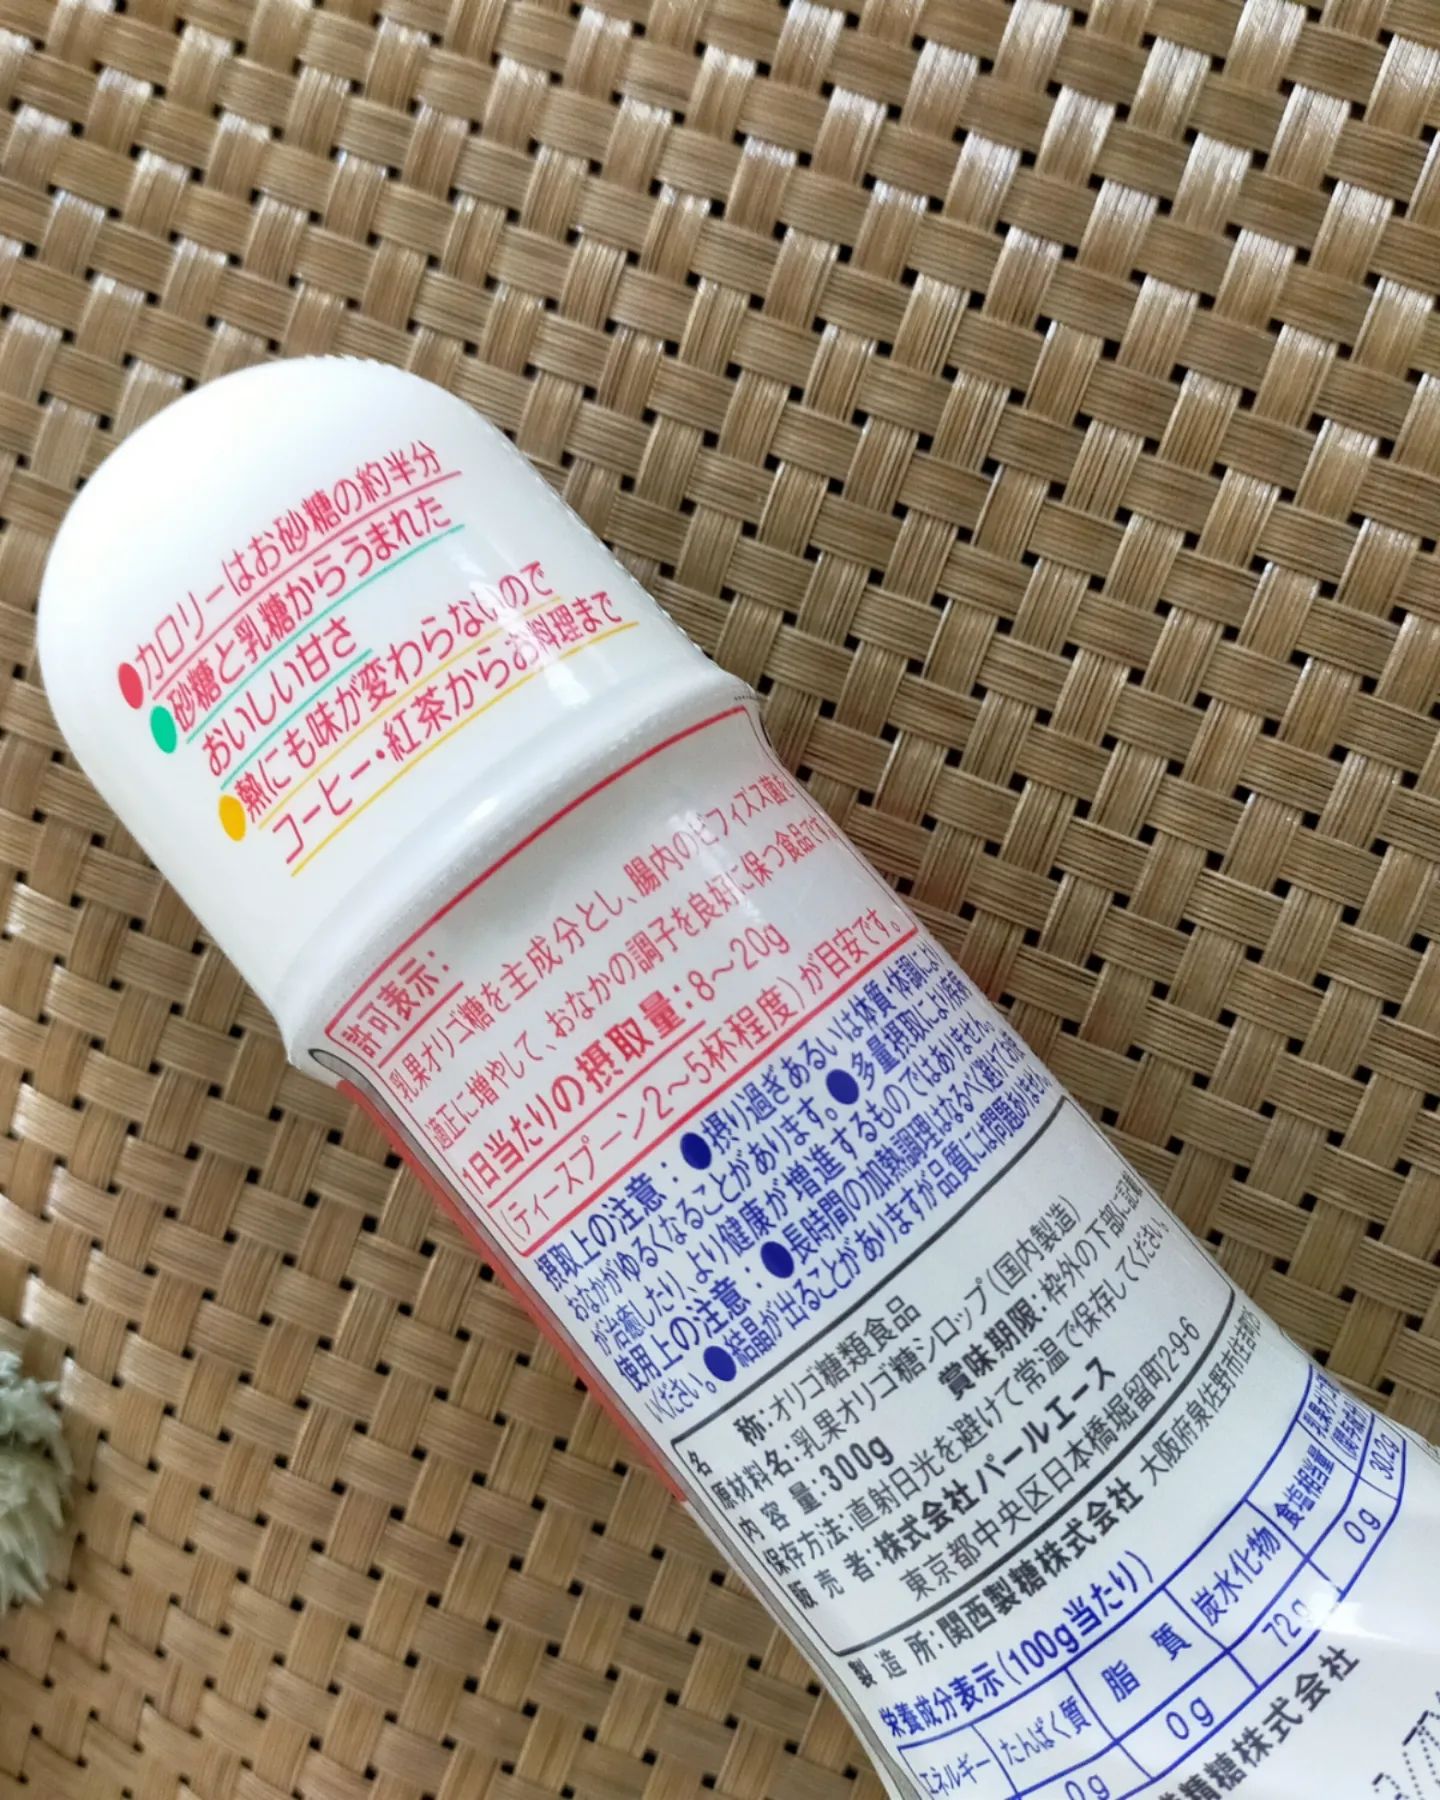 ●カロリーはお砂糖の約半分
●砂糖と乳糖からうまれた
おいしい甘さ
●熱にも味が変わらないので
コーヒー・紅茶からお料理まで
許可表示:
乳果オリゴ糖を主成分とし、腸内のビフィズス菌を
適正に増やして、おなかの調子を良好に保つ食品です。
1日当たりの摂取量:8〜20g
(ティースプーン2〜5杯程度)が目安です。
摂取上の注意:●摂り過ぎあるいは体質・体調により
おなかがゆるくなることがあります。●多量摂取により疾病
が治癒したり、より健康が増進するものではありません。
使用上の注意:●長時間の加熱調理はなるべく避けてお使
いください。●結晶が出ることがありますが品質には問題ありません。
名称:オリゴ糖類食品
原材料名:乳果オリゴ糖シロップ(国内製造)
内容量:300g 賞味期限:枠外の下部に記載
保存方法:直射日光を避けて常温で保存してください。
販売者:株式会社パールエース
東京都中央区日本橋堀留町2-9-6
製造所:関西製糖株式会社 大阪府泉佐野市住吉町
栄養成分表示(100g当たり)
エネルギー たんぱく質 脂質 炭水化物 食塩相当量 乳果オリゴ
0g 0g 72g 0g 30.2g
精糖株式会社